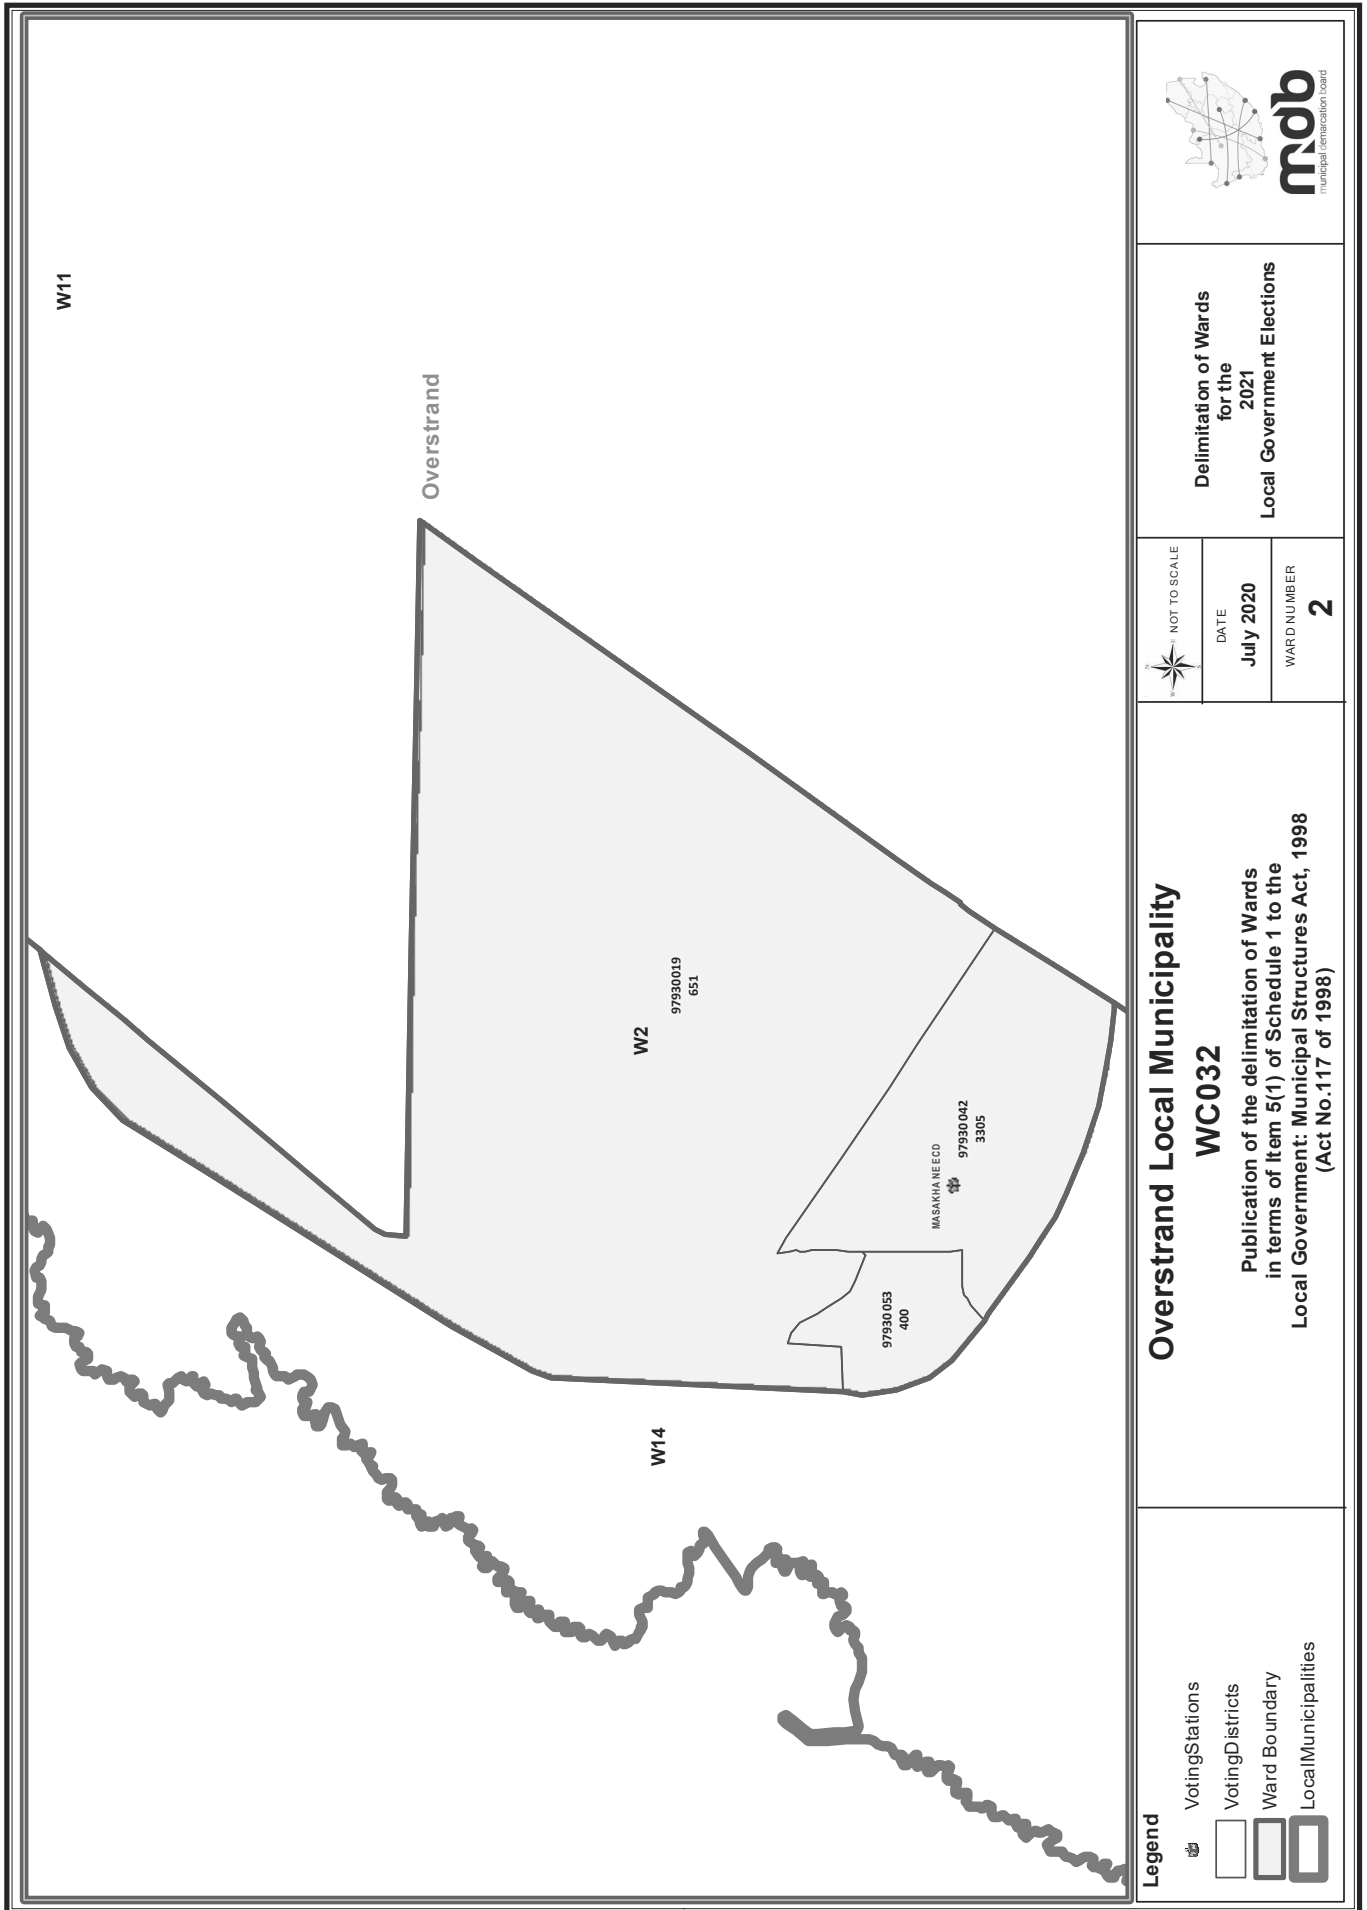 W11
Overstrand
W2
97930019
651
MASAKHANE ECD
97930042
3305
97930053
400
W14
Legend
VotingStations
VotingDistricts
Ward Boundary
LocalMunicipalities
Overstrand Local Municipality
WC032
Publication of the delimitation of Wards
in terms of Item 5(1) of Schedule 1 to the
Local Government: Municipal Structures Act, 1998
(Act No.117 of 1998)
N
W
E
S
NOT TO SCALE
DATE
July 2020
WARD NUMBER
2
Delimitation of Wards
for the
2021
Local Government Elections
mdb
municipal demarcation board